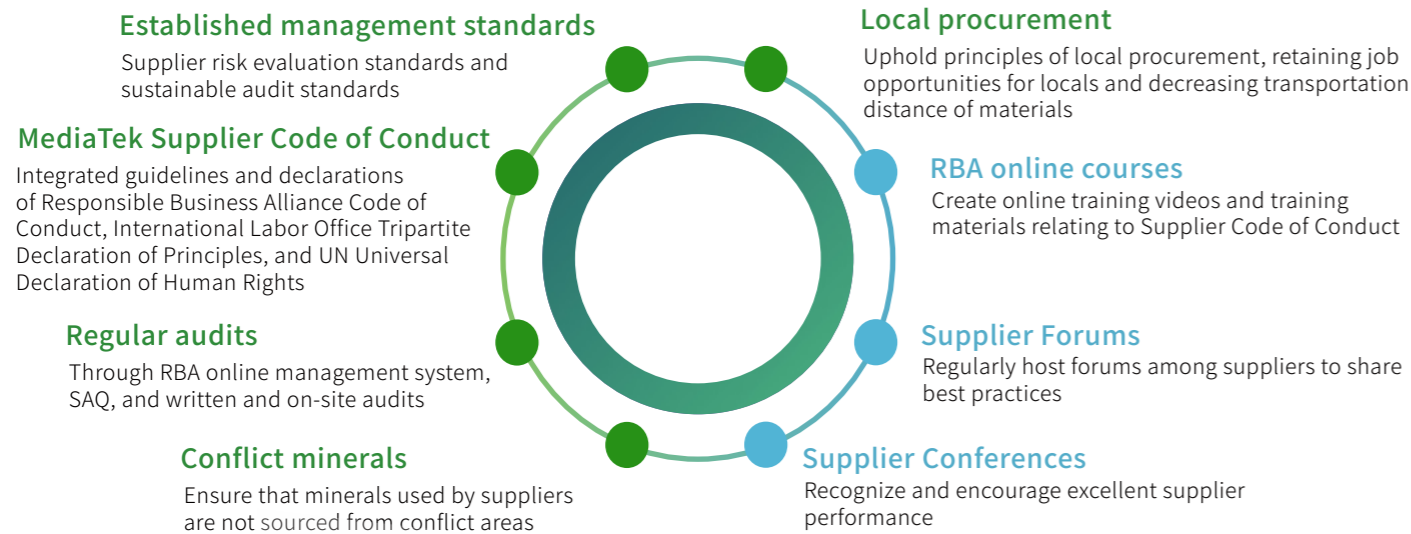 Established management standards
Supplier risk evaluation standards and
sustainable audit standards
MediaTek Supplier Code of Conduct
Integrated guidelines and declarations
of Responsible Business Alliance Code of
Conduct, International Labor Office Tripartite
Declaration of Principles, and UN Universal
Declaration of Human Rights
Regular audits
Through RBA online management system,
SAQ, and written and on-site audits
Conflict minerals
Ensure that minerals used by suppliers
are not sourced from conflict areas
Local procurement
Uphold principles of local procurement, retaining job
opportunities for locals and decreasing transportation
distance of materials
RBA online courses
Create online training videos and training
materials relating to Supplier Code of Conduct
Supplier Forums
Regularly host forums among suppliers to share
best practices
Supplier Conferences
Recognize and encourage excellent supplier
performance